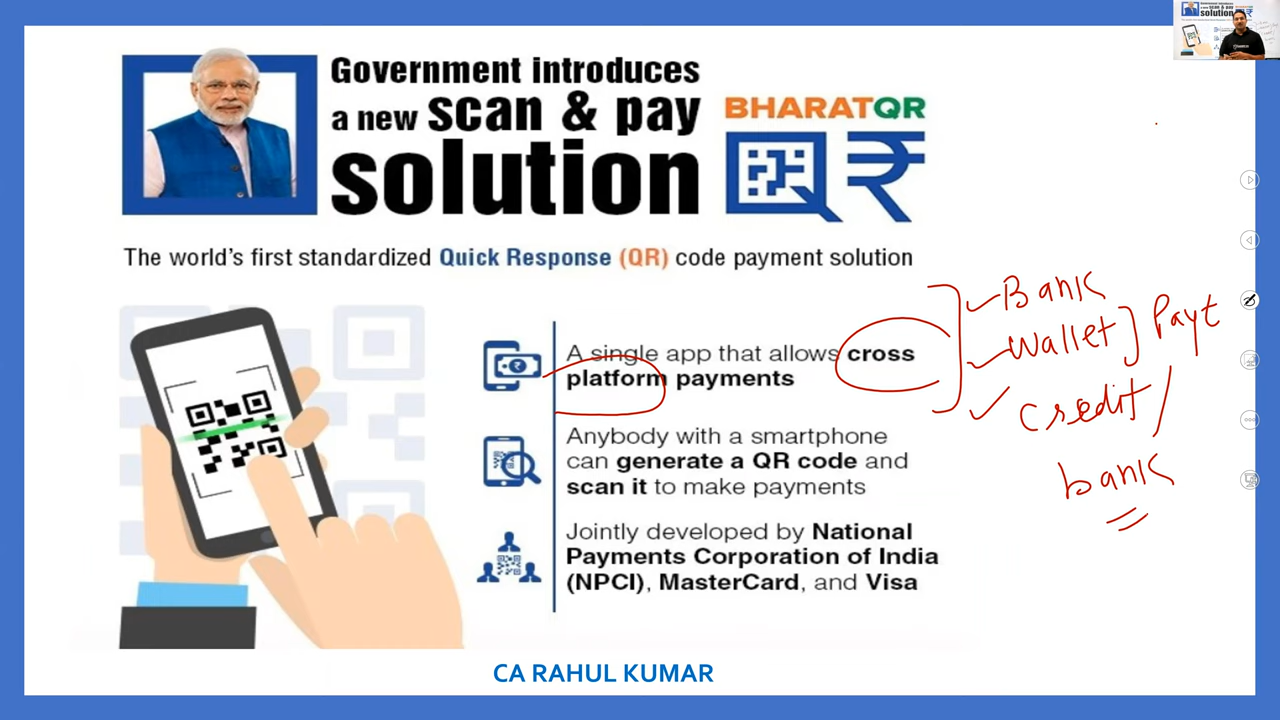 Government introduces
a new scan & pay
solution
BHARATQR
The world's first standardized Quick Response (QR) code payment solution
A single app that allows cross
platform payments
Anybody with a smartphone
can generate a QR code and
scan it to make payments
Jointly developed by National
Payments Corporation of India
(NPCI), MasterCard, and Visa
Bank
Wallet
Payt
Credit/
bank
CA RAHUL KUMAR